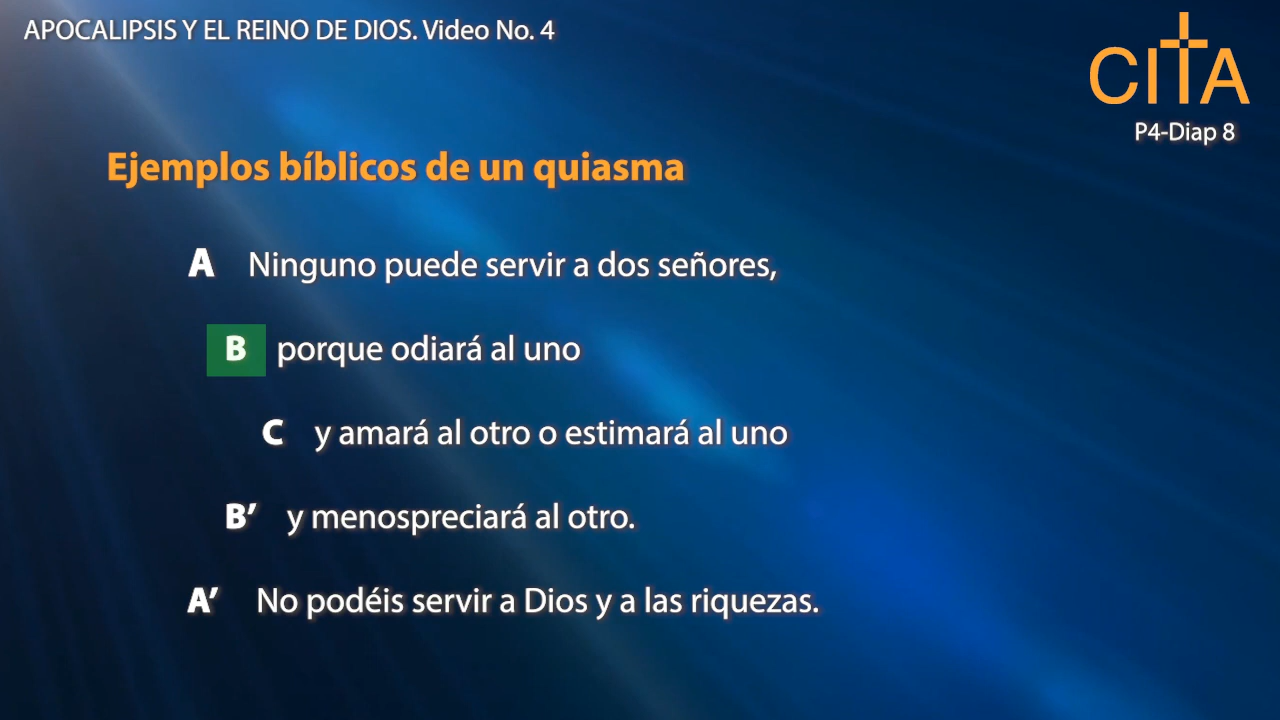 APOCALIPSIS Y EL REINO DE DIOS. Video No. 4
CITA
P4-Diap 8
Ejemplos bíblicos de un quiasma
A Ninguno puede servir a dos señores,
B porque odiará al uno
C y amará al otro o estimará al uno
B’ y menospreciará al otro.
A’ No podéis servir a Dios y a las riquezas.